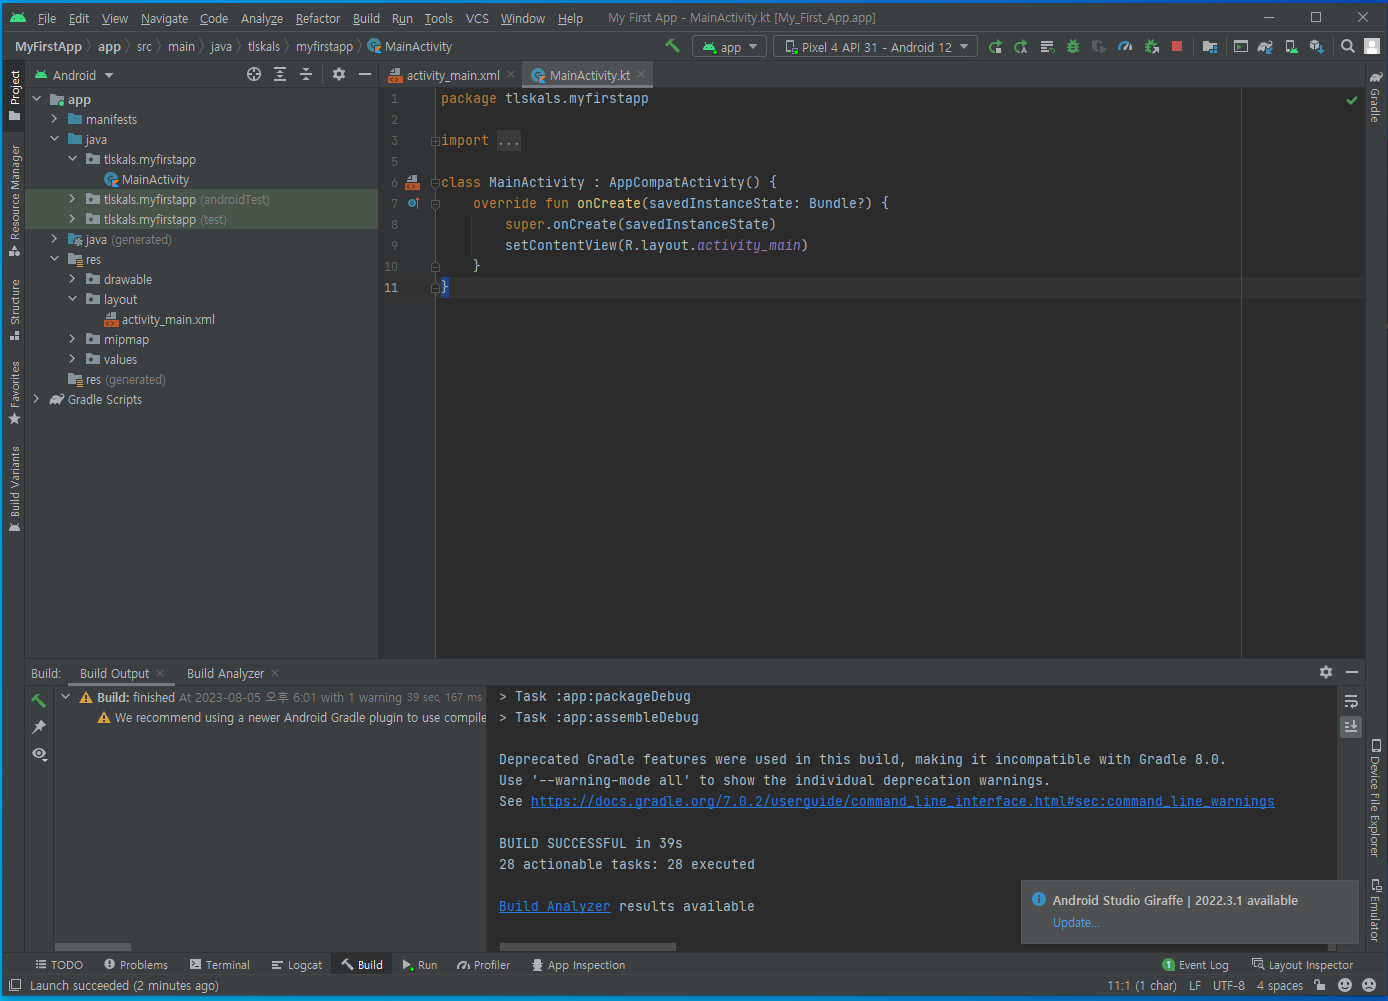 File Edit View Navigate Code Analyze Refactor Build Run Tools VCS Window Help My First App - MainActivity.kt [My_First_App.app]
MyFirstApp app src main java tlskals myfirstapp MainActivity app Pixel 4 API 31 - Android 12
Project
Resource Manager
Structure
Favorites
Build Variants
Android
app
manifests
java
tlskals.myfirstapp
MainActivity
tlskals.myfirstapp (androidTest)
tlskals.myfirstapp (test)
java (generated)
res
drawable
layout
activity_main.xml
mipmap
values
res (generated)
Gradle Scripts
activity_main.xml MainActivity.kt
1 package tlskals.myfirstapp
2
3 import ...
5
6 class MainActivity : AppCompatActivity() {
7 override fun onCreate(savedInstanceState: Bundle?) {
8 super.onCreate(savedInstanceState)
9 setContentView(R.layout.activity_main)
10 }
11 }
Gradle
Device File Explorer
Emulator
Build: Build Output Build Analyzer
Build: finished At 2023-08-05 오후 6:01 with 1 warning 39 sec, 167 ms
We recommend using a newer Android Gradle plugin to use compile
> Task :app:packageDebug
> Task :app:assembleDebug
Deprecated Gradle features were used in this build, making it incompatible with Gradle 8.0.
Use '--warning-mode all' to show the individual deprecation warnings.
See https://docs.gradle.org/7.0.2/userguide/command_line_interface.html#sec:command_line_warnings
BUILD SUCCESSFUL in 39s
28 actionable tasks: 28 executed
Build Analyzer results available
Android Studio Giraffe | 2022.3.1 available
Update...
TODO Problems Terminal Logcat Build Run Profiler App Inspection 1 Event Log Layout Inspector
Launch succeeded (2 minutes ago) 11:1 (1 char) LF UTF-8 4 spaces